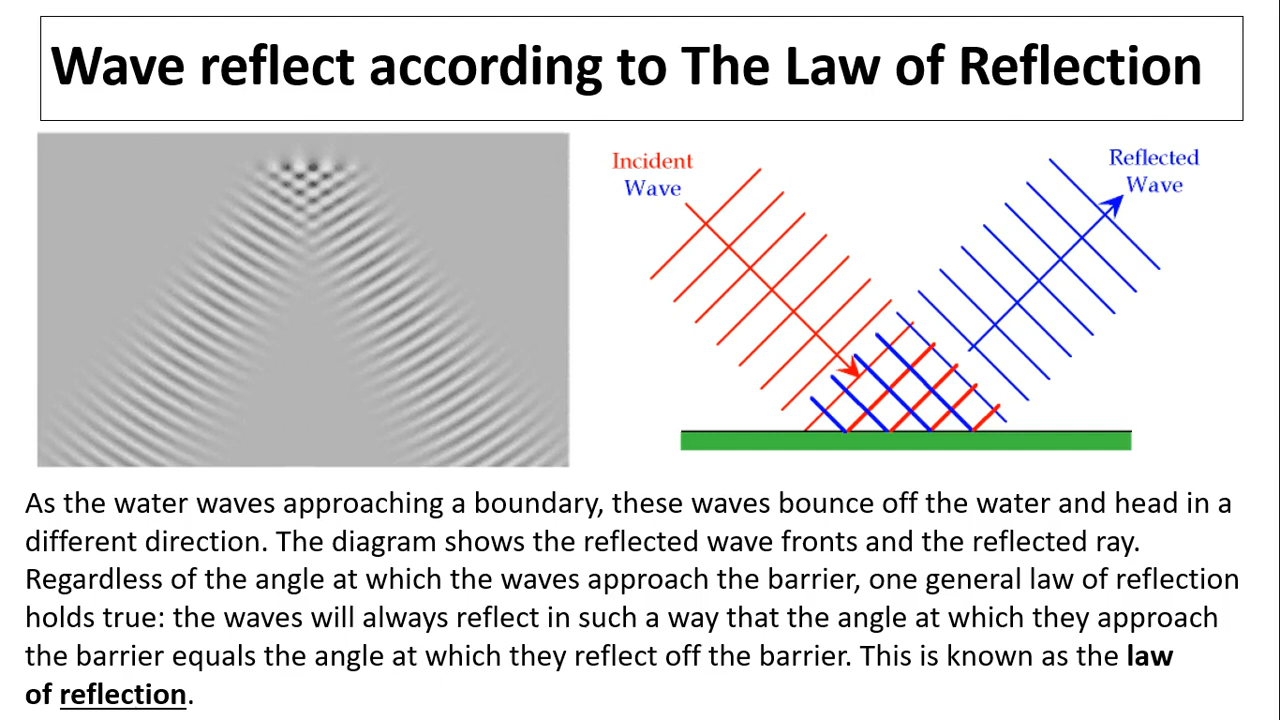 Wave reflect according to The Law of Reflection
Incident
Wave
Reflected
Wave
As the water waves approaching a boundary, these waves bounce off the water and head in a
different direction. The diagram shows the reflected wave fronts and the reflected ray.
Regardless of the angle at which the waves approach the barrier, one general law of reflection
holds true: the waves will always reflect in such a way that the angle at which they approach
the barrier equals the angle at which they reflect off the barrier. This is known as the law
of reflection.